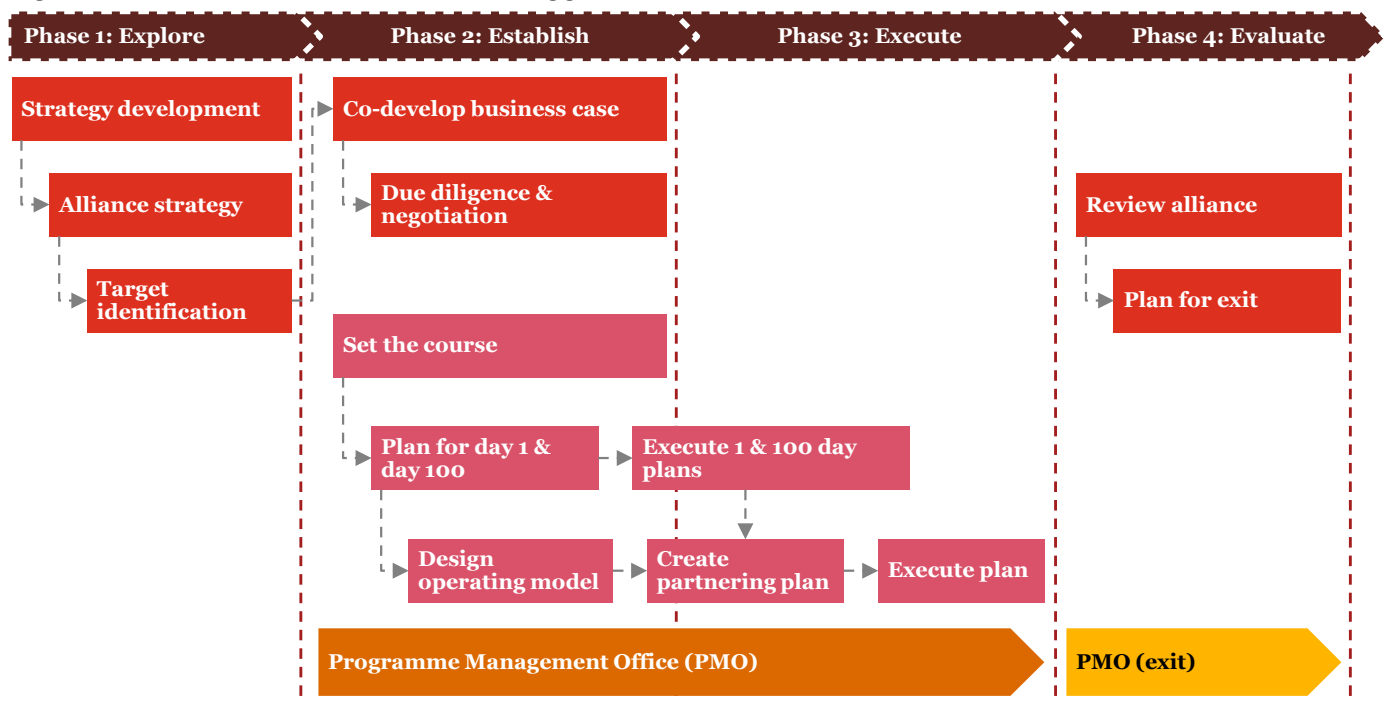 Phase 1: Explore
Phase 2: Establish
Phase 3: Execute
Phase 4: Evaluate
Strategy development
Co-develop business case
Alliance strategy
Due diligence &
negotiation
Review alliance
Target
identification
Plan for exit
Set the course
Plan for day 1 &
day 100
Execute 1 & 100 day
plans
Design
operating model
Create
partnering plan
Execute plan
Programme Management Office (PMO)
PMO (exit)